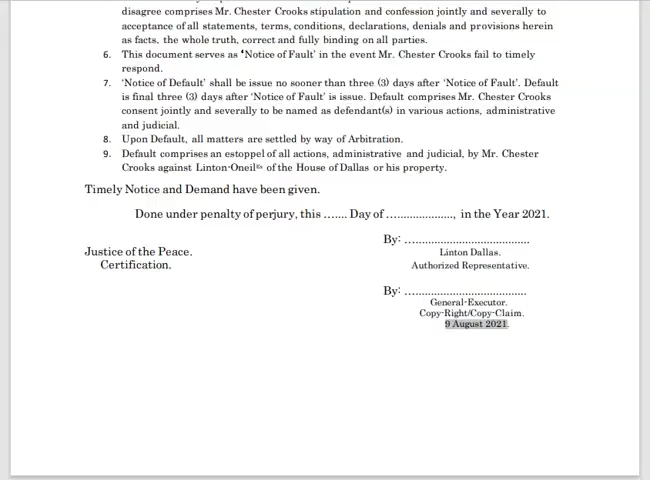 disagree comprises Mr. Chester Crooks stipulation and confession jointly and severally to
acceptance of all statements, terms, conditions, declarations, denials and provisions herein
as facts, the whole truth, correct and fully binding on all parties.
6. This document serves as ‘Notice of Fault’ in the event Mr. Chester Crooks fail to timely
respond.
7. ‘Notice of Default’ shall be issue no sooner than three (3) days after ‘Notice of Fault’. Default
is final three (3) days after ‘Notice of Fault’ is issue. Default comprises Mr. Chester Crooks
consent jointly and severally to be named as defendant(s) in various actions, administrative
and judicial.
8. Upon Default, all matters are settled by way of Arbitration.
9. Default comprises an estoppel of all actions, administrative and judicial, by Mr. Chester
Crooks against Linton-Oneil of the House of Dallas or his property.
Timely Notice and Demand have been given.
Done under penalty of perjury, this ....... Day of ......................, in the Year 2021.
By: ..........................................
Justice of the Peace.
Linton Dallas.
Certification.
Authorized Representative.
By: .........................................
General-Executor.
Copy-Right/Copy-Claim.
9 August 2021.